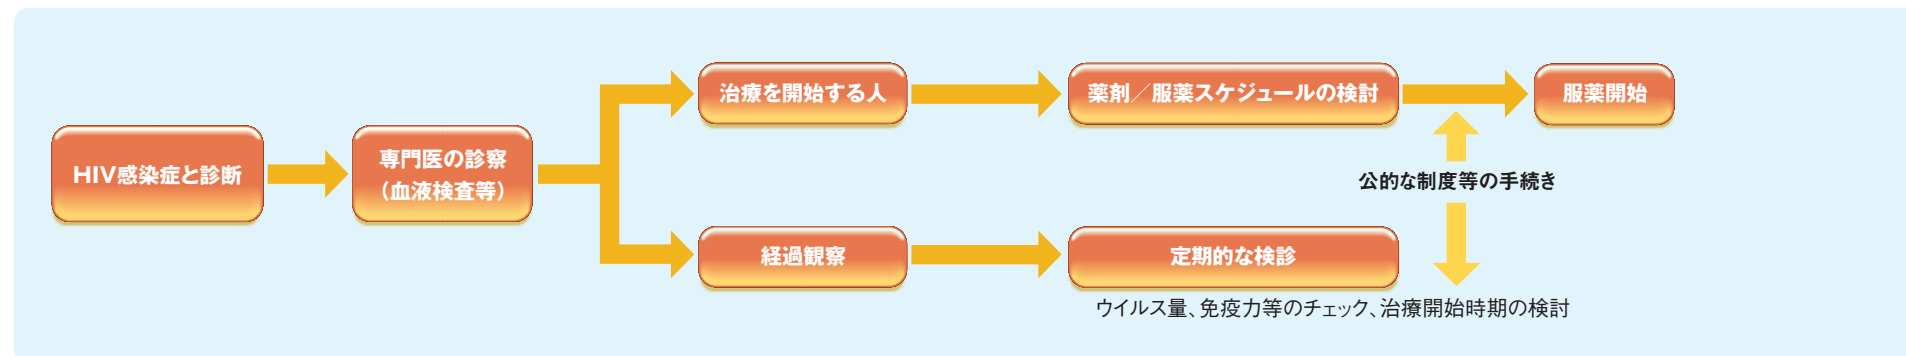 HIV感染症と診断
専門医の診察
（血液検査等）
治療を開始する人
薬剤／服薬スケジュールの検討
服薬開始
公的な制度等の手続き
経過観察
定期的な検診
ウイルス量、免疫力等のチェック、治療開始時期の検討